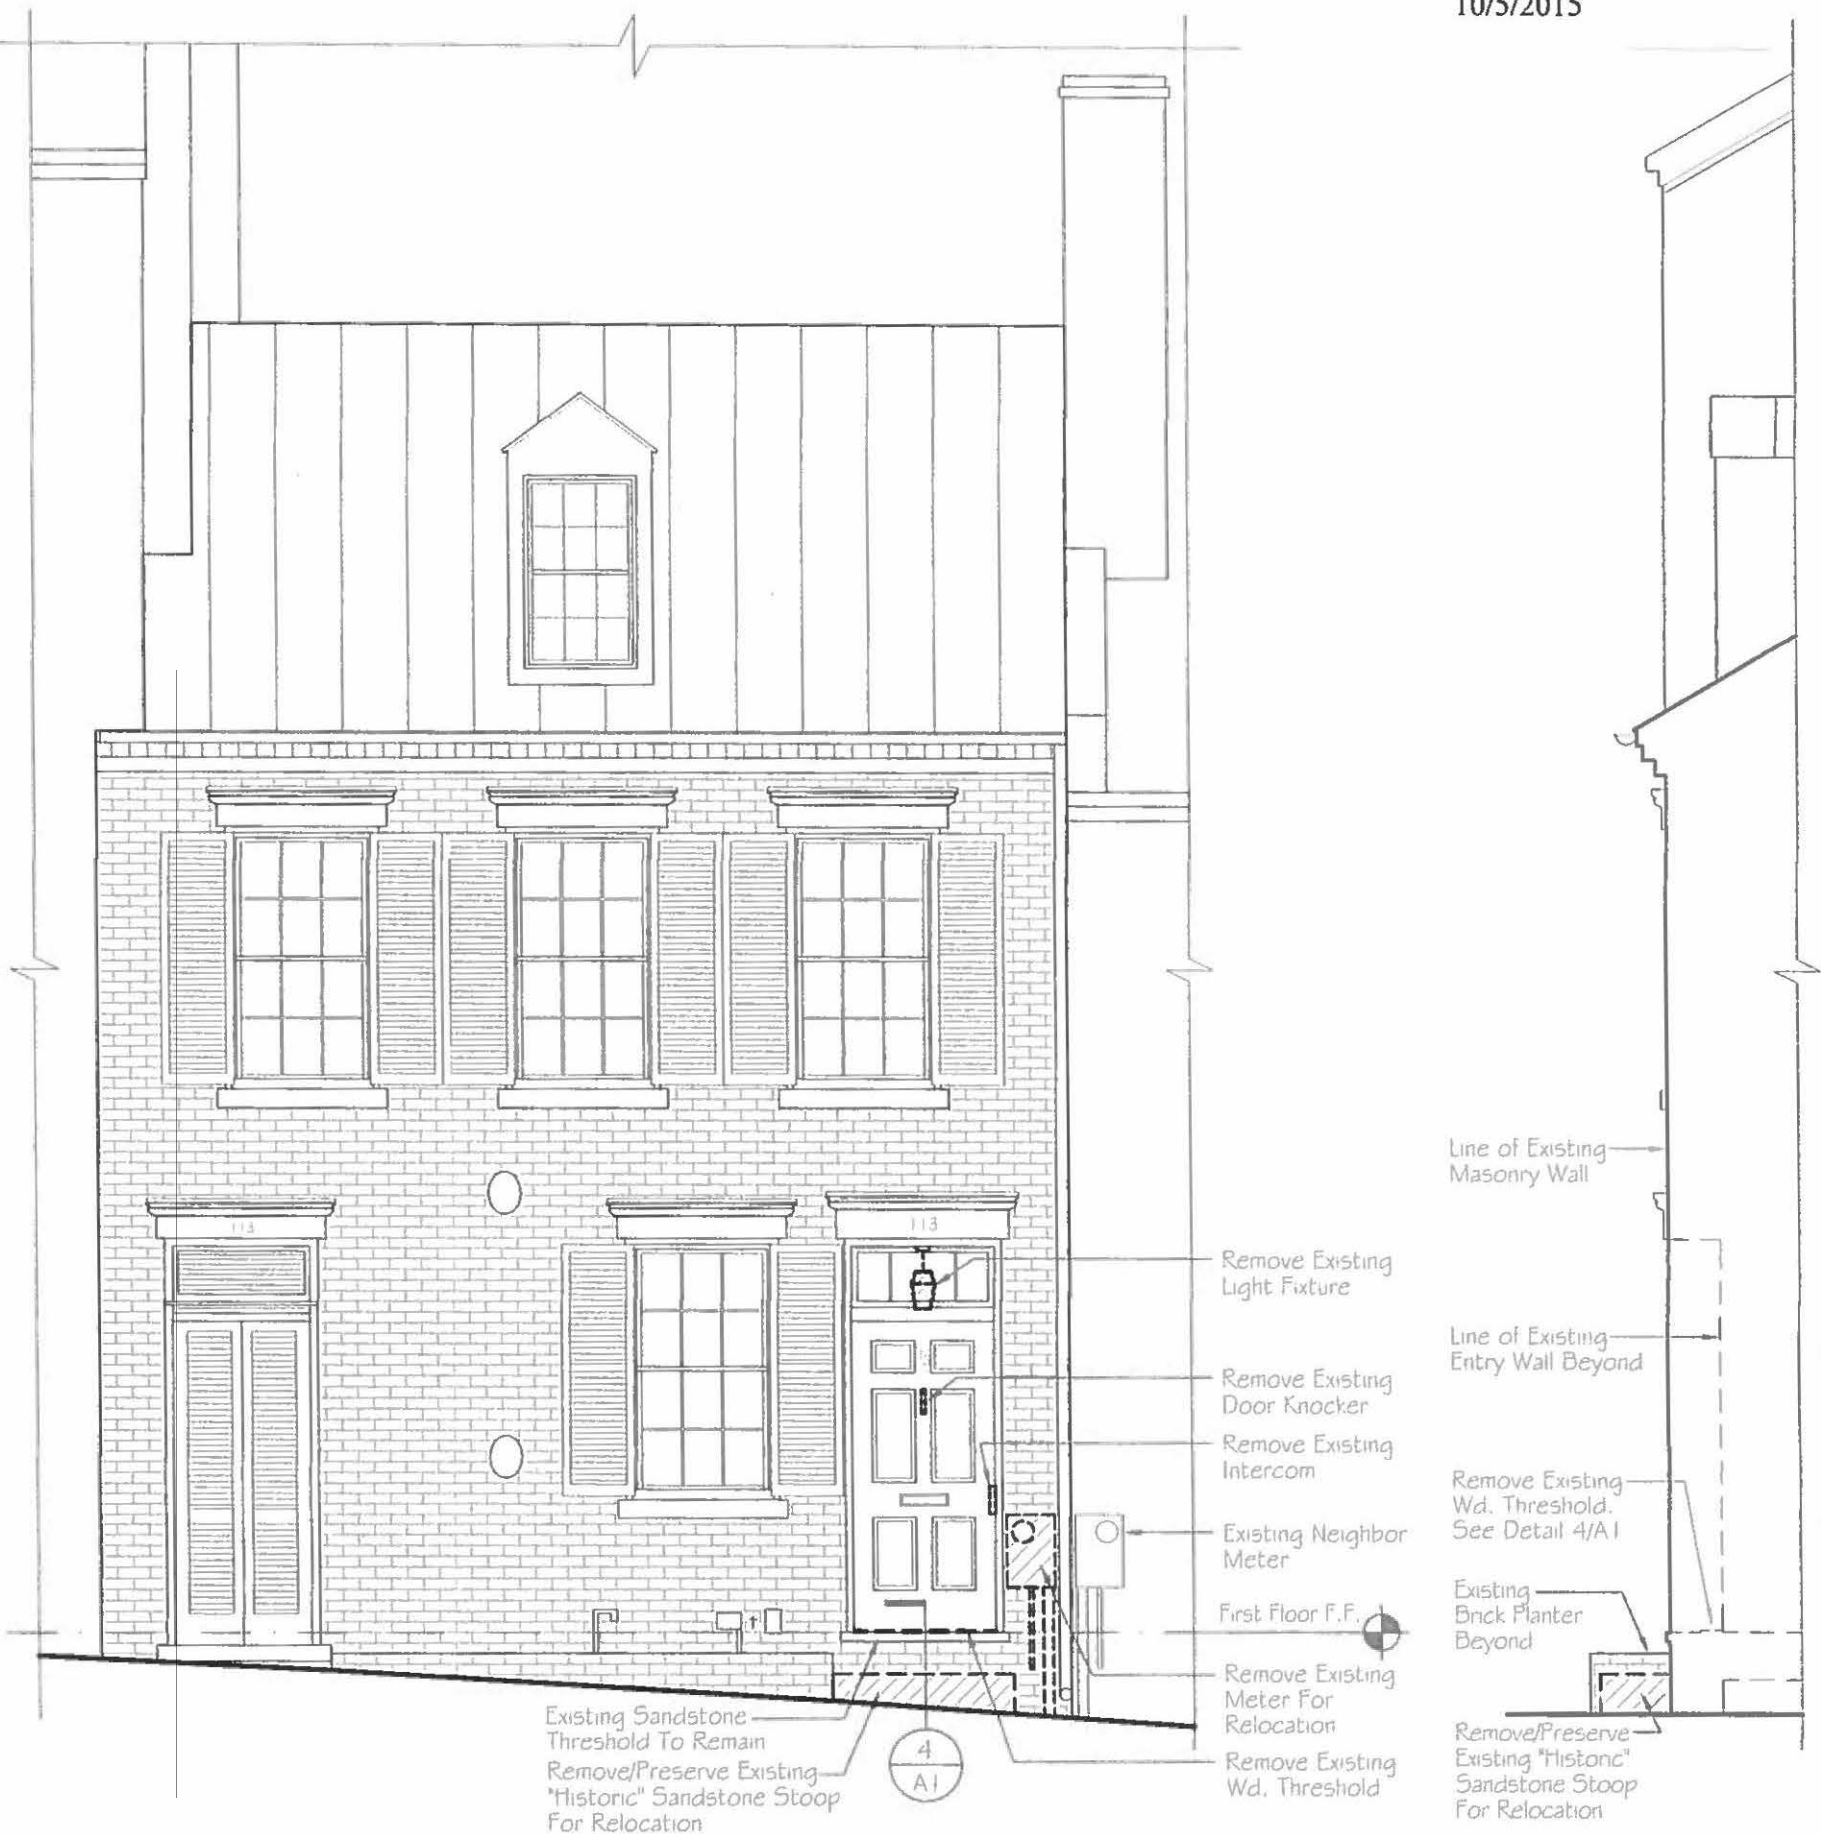 10/5/2015
113
113
Remove Existing
Light Fixture
Remove Existing
Door Knocker
Remove Existing
Intercom
Existing Neighbor
Meter
First Floor F.F.
Remove Existing
Meter For
Relocation
Remove Existing
Wd. Threshold
Existing Sandstone
Threshold To Remain
Remove/Preserve Existing
"Historic" Sandstone Stoop
For Relocation
4
A1
Line of Existing
Masonry Wall
Line of Existing
Entry Wall Beyond
Remove Existing
Wd. Threshold.
See Detail 4/A1
Existing
Brick Planter
Beyond
Remove/Preserve
Existing "Historic"
Sandstone Stoop
For Relocation